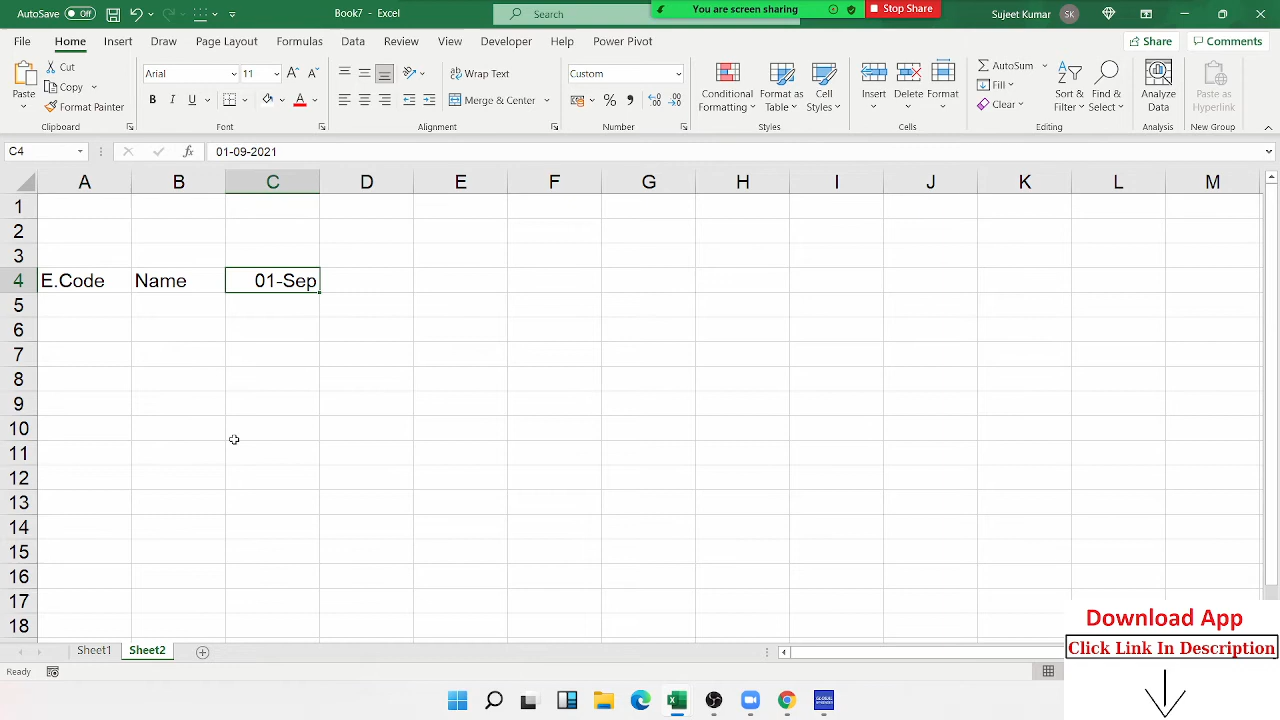 AutoSave Off
Book7 - Excel
Search
You are screen sharing
Stop Share
Sujeet Kumar
SK
File Home Insert Draw Page Layout Formulas Data Review View Developer Help Power Pivot
Share
Comments
Paste
Cut
Copy
Format Painter
Clipboard
Arial
11
B I U
Font
Wrap Text
Merge & Center
Alignment
Custom
Number
Conditional Formatting
Format as Table
Cell Styles
Styles
Insert
Delete
Format
Cells
AutoSum
Fill
Clear
Sort & Filter
Find & Select
Editing
Analyze Data
Analysis
Paste as Hyperlink
New Group
C4
fx
01-09-2021
A B C D E F G H I J K L M
1
2
3
4 E.Code Name 01-Sep
5
6
7
8
9
10
11
12
13
14
15
16
17
18
Sheet1 Sheet2
Ready
Download App
Click Link In Description